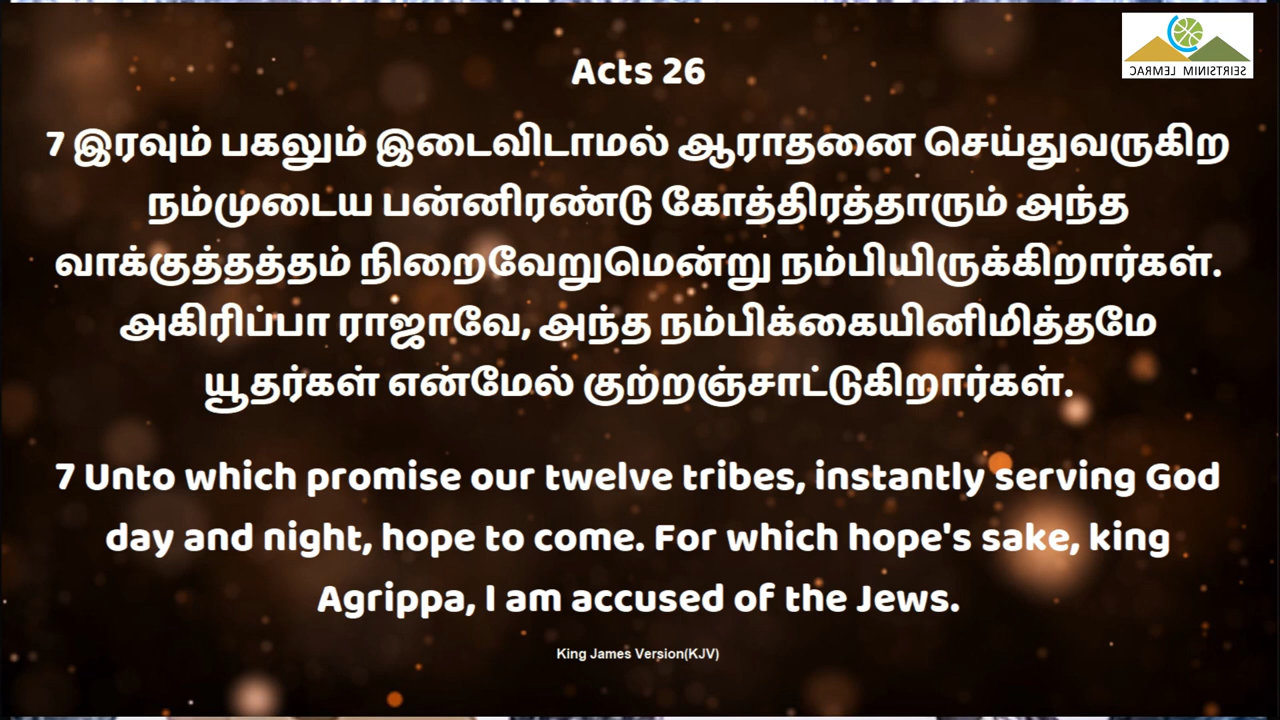 CARMEL MINISTRIES
Acts 26
7 இரவும் பகலும் இடைவிடாமல் ஆராதனை செய்துவருகிற
நம்முடைய பன்னிரண்டு கோத்திரத்தாரும் அந்த
வாக்குத்தத்தம் நிறைவேறுமென்று நம்பியிருக்கிறார்கள்.
அகிரிப்பா ராஜாவே, அந்த நம்பிக்கையினிமித்தமே
யூதர்கள் என்மேல் குற்றஞ்சாட்டுகிறார்கள்.
7 Unto which promise our twelve tribes, instantly serving God
day and night, hope to come. For which hope's sake, king
Agrippa, I am accused of the Jews.
King James Version(KJV)